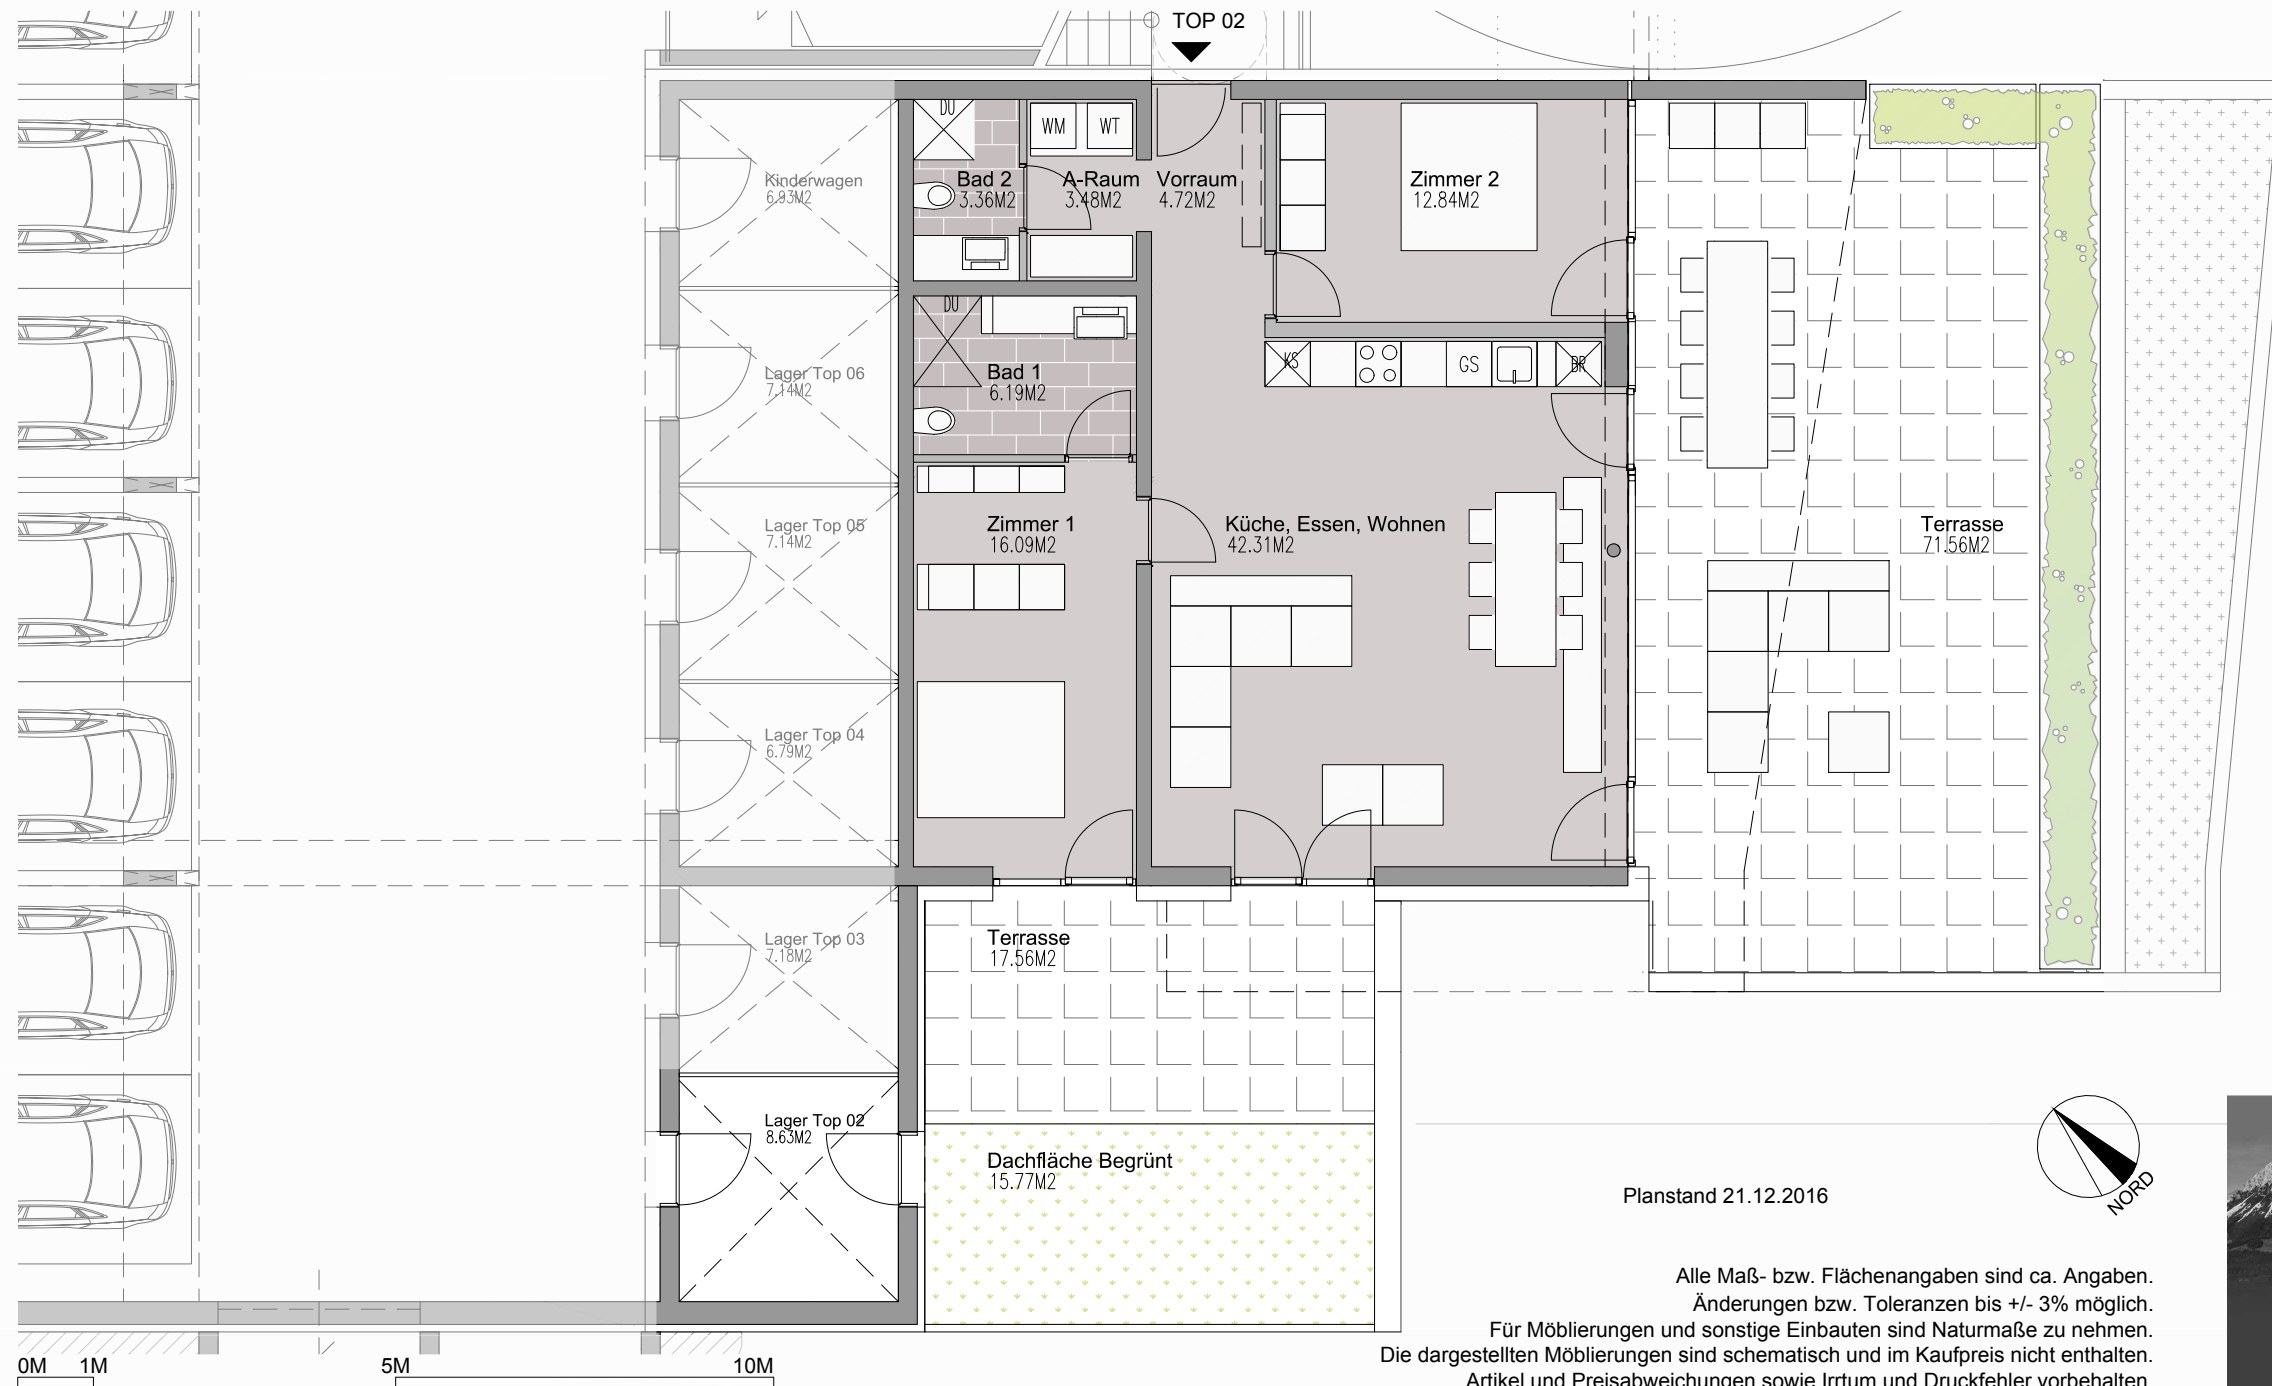 TOP 02
DU
WM
WT
Kinderwagen
6.93M2
Bad 2
3.36M2
A-Raum
3.48M2
Vorraum
4.72M2
Zimmer 2
12.84M2
DU
KS
GS
BR
Lager Top 06
7.14M2
Bad 1
6.19M2
Lager Top 05
7.14M2
Zimmer 1
16.09M2
Küche, Essen, Wohnen
42.31M2
Terrasse
71.56M2
Lager Top 04
6.79M2
Lager Top 03
7.18M2
Terrasse
17.56M2
Lager Top 02
8.63M2
Dachfläche Begrünt
15.77M2
NORD
Planstand 21.12.2016
Alle Maß- bzw. Flächenangaben sind ca. Angaben.
Änderungen bzw. Toleranzen bis +/- 3% möglich.
Für Möblierungen und sonstige Einbauten sind Naturmaße zu nehmen.
Die dargestellten Möblierungen sind schematisch und im Kaufpreis nicht enthalten.
Artikel und Preisabweichungen sowie Irrtum und Druckfehler vorbehalten.
0M 1M 5M 10M